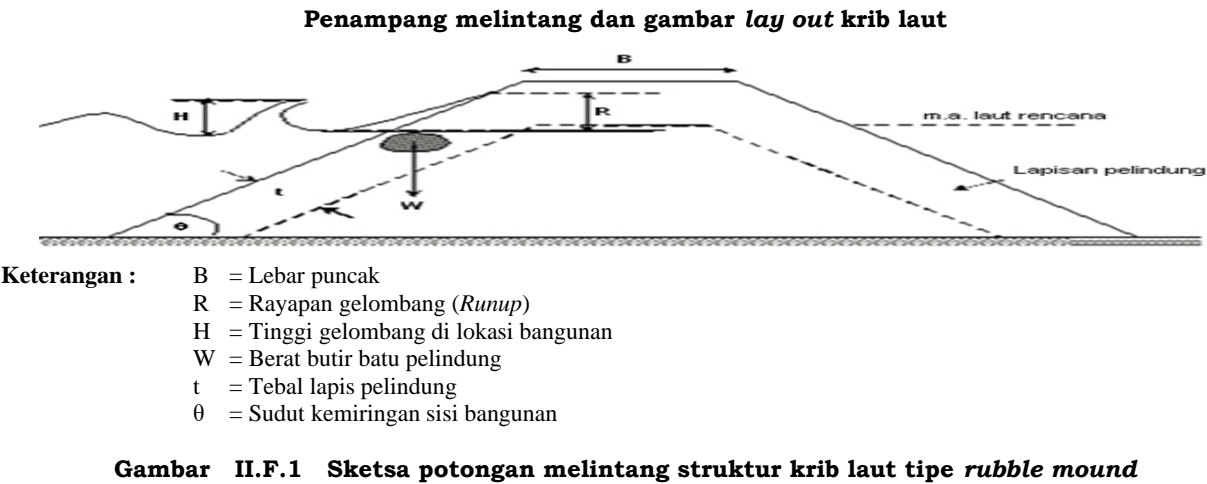 Penampang melintang dan gambar lay out krib laut
B
H
R
m.a. laut rencana
Lapisan pelindung
t
W
θ
Keterangan : B = Lebar puncak
R = Rayapan gelombang (Runup)
H = Tinggi gelombang di lokasi bangunan
W = Berat butir batu pelindung
t = Tebal lapis pelindung
θ = Sudut kemiringan sisi bangunan
Gambar II.F.1 Sketsa potongan melintang struktur krib laut tipe rubble mound